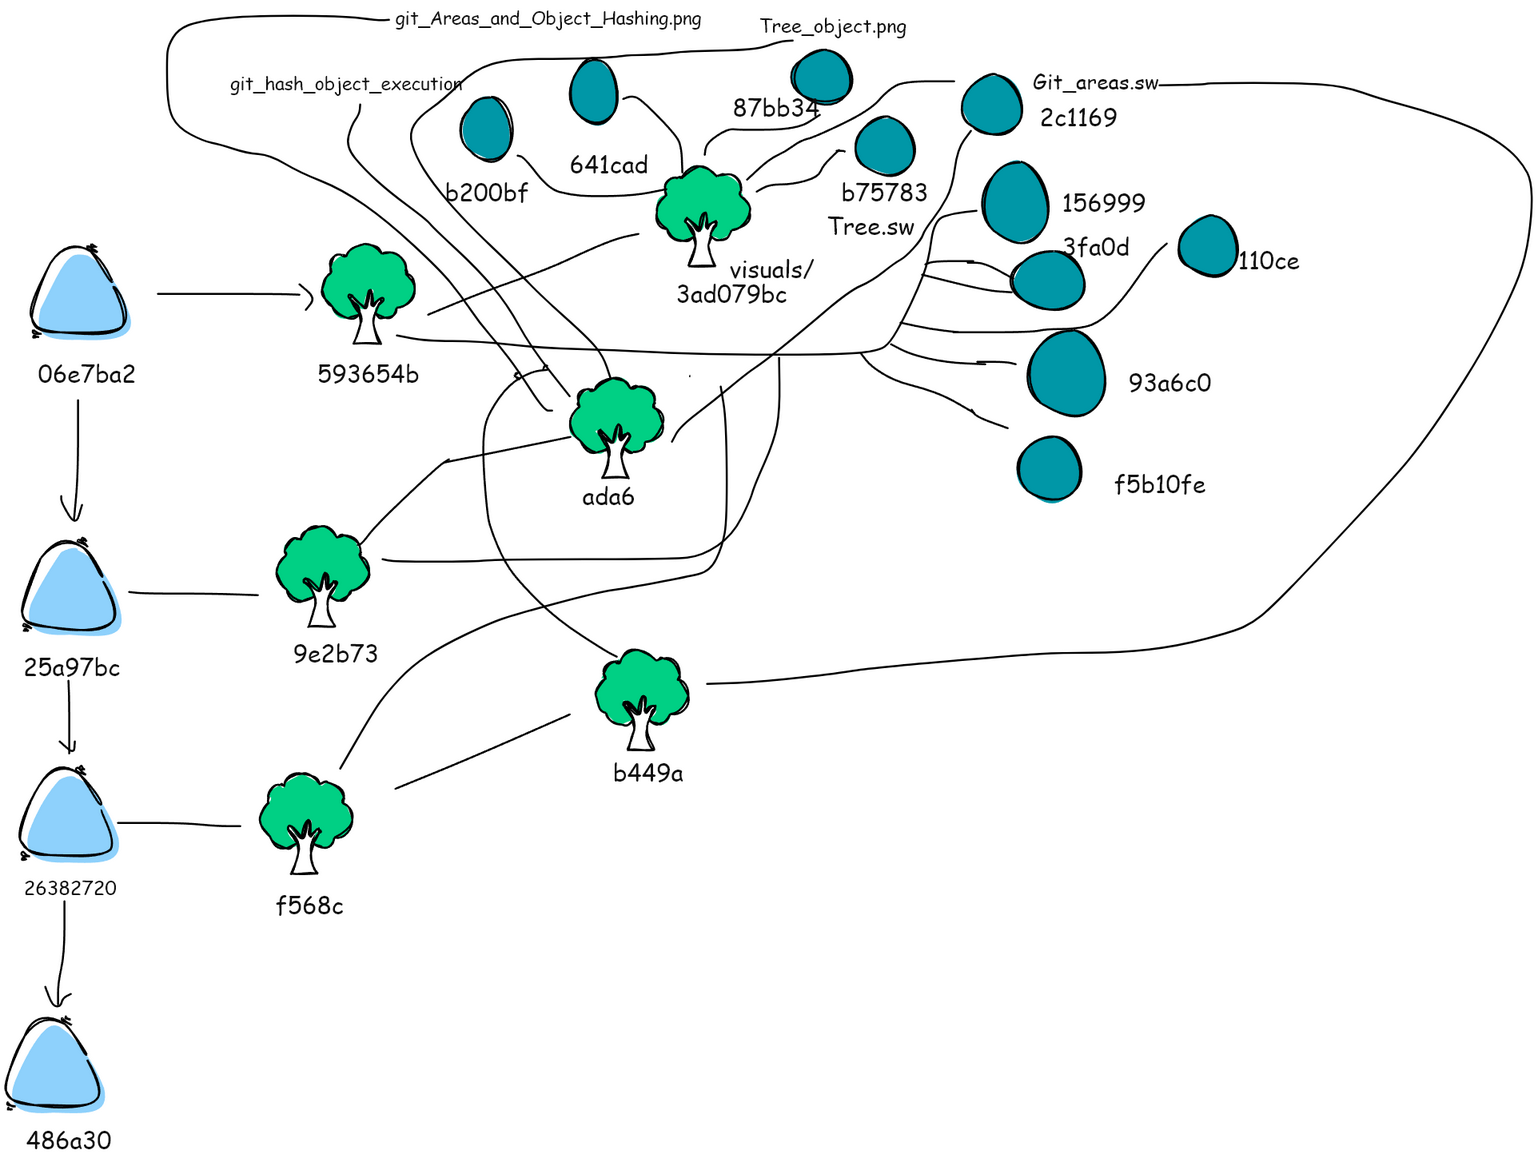 git_Areas_and_Object_Hashing.png
Tree_object.png
git_hash_object_execution
Git_areas.sw
87bb34
2c1169
641cad
b200bf
b75783
156999
Tree.sw
3fa0d
110ce
visuals/
3ad079bc
06e7ba2
593654b
93a6c0
f5b10fe
ada6
9e2b73
25a97bc
b449a
26382720
f568c
486a30